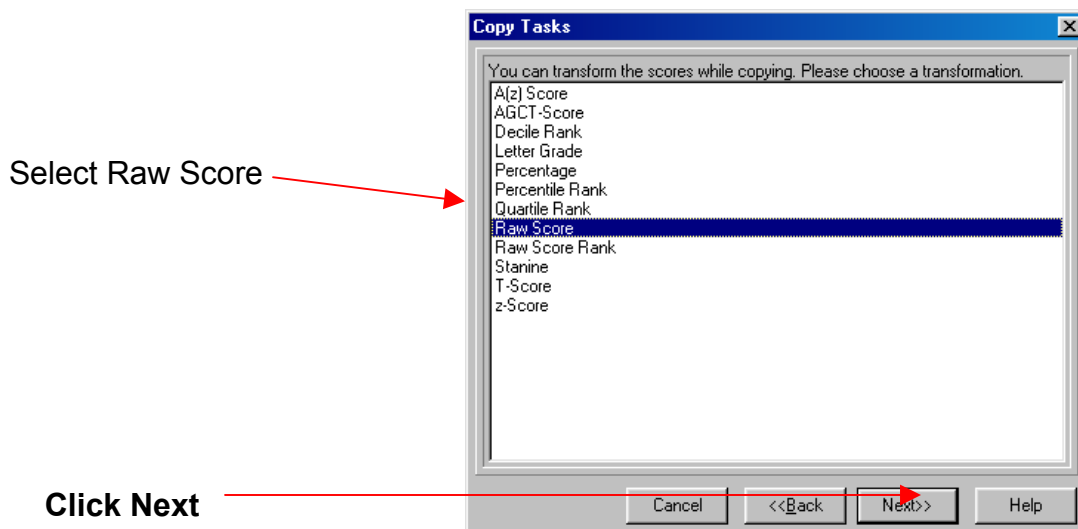 Copy Tasks
You can transform the scores while copying. Please choose a transformation.
A(z) Score
AGCT-Score
Decile Rank
Letter Grade
Percentage
Percentile Rank
Quartile Rank
Raw Score
Raw Score Rank
Stanine
T-Score
z-Score
Select Raw Score
Click Next
Cancel
<<Back
Next>>
Help